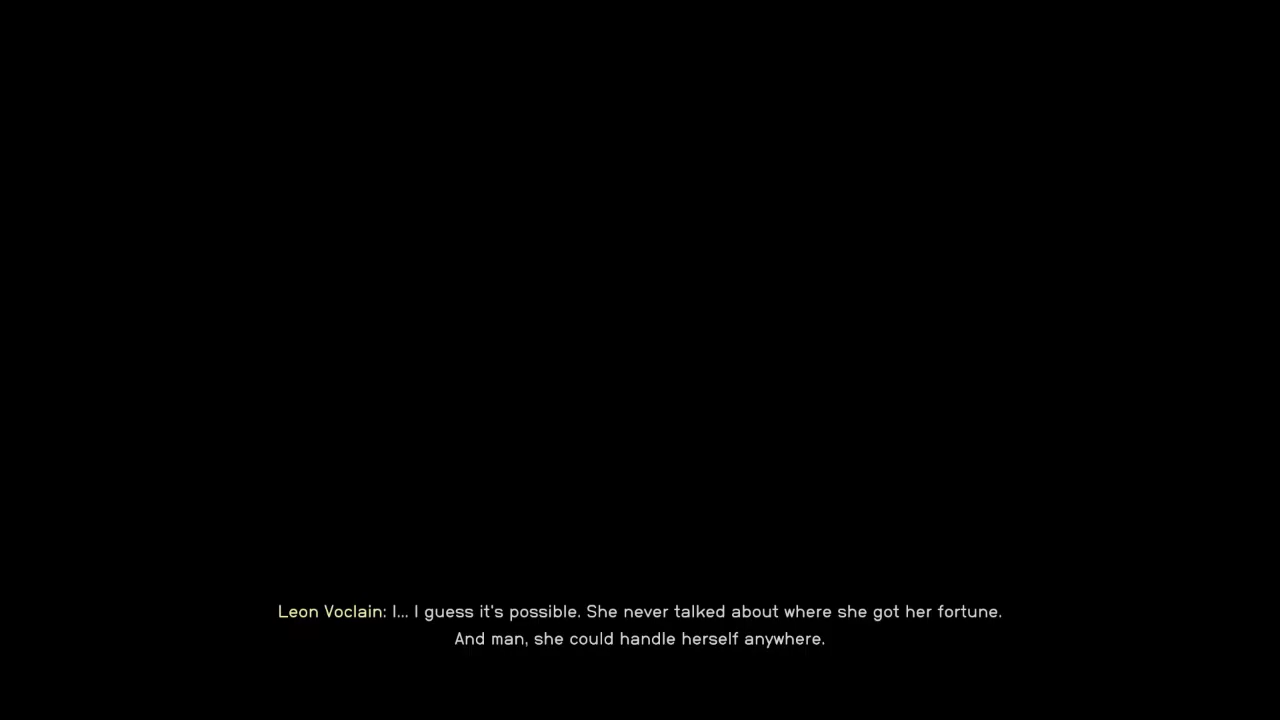 Leon Voclain: I... I guess it's possible. She never talked about where she got her fortune.
And man, she could handle herself anywhere.